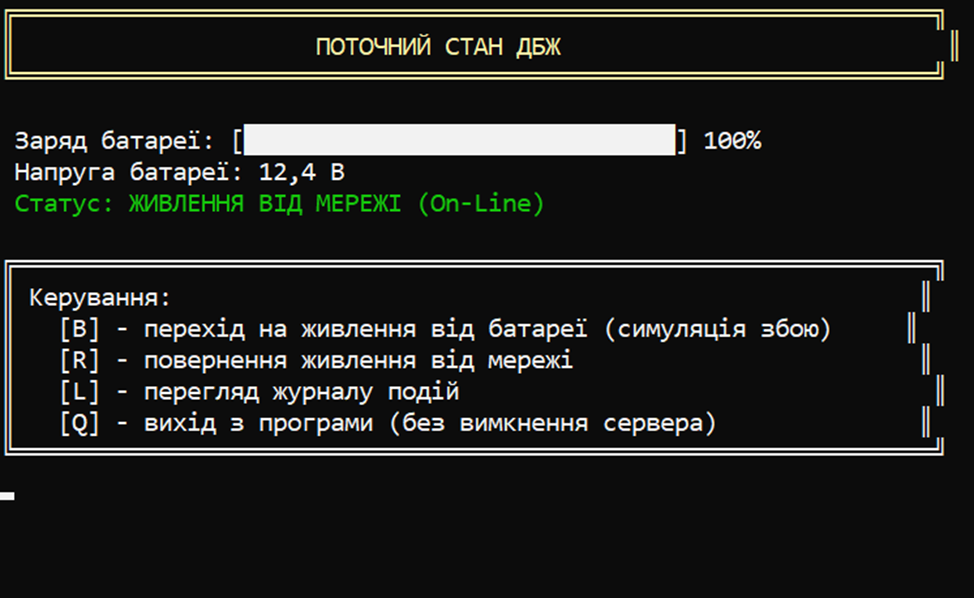 ПОТОЧНИЙ СТАН ДБЖ
Заряд батареї: [██████████████████████████████] 100%
Напруга батареї: 12,4 В
Статус: ЖИВЛЕННЯ ВІД МЕРЕЖІ (On-Line)
Керування:
[B] - перехід на живлення від батареї (симуляція збою)
[R] - повернення живлення від мережі
[L] - перегляд журналу подій
[Q] - вихід з програми (без вимкнення сервера)